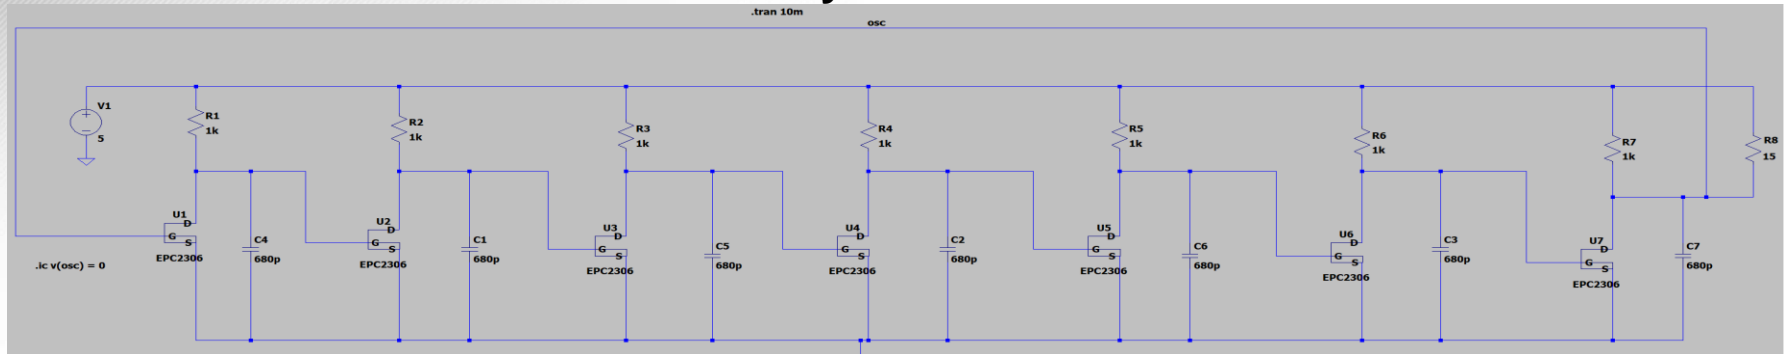 .tran 10m
osc
V1
5
R1
1k
R2
1k
R3
1k
R4
1k
R5
1k
R6
1k
R7
1k
R8
15
U1
D
G
S
EPC2306
C4
680p
U2
D
G
S
EPC2306
C1
680p
U3
D
G
S
EPC2306
C5
680p
U4
D
G
S
EPC2306
C2
680p
U5
D
G
S
EPC2306
C6
680p
U6
D
G
S
EPC2306
C3
680p
U7
D
G
S
EPC2306
C7
680p
.ic v(osc) = 0